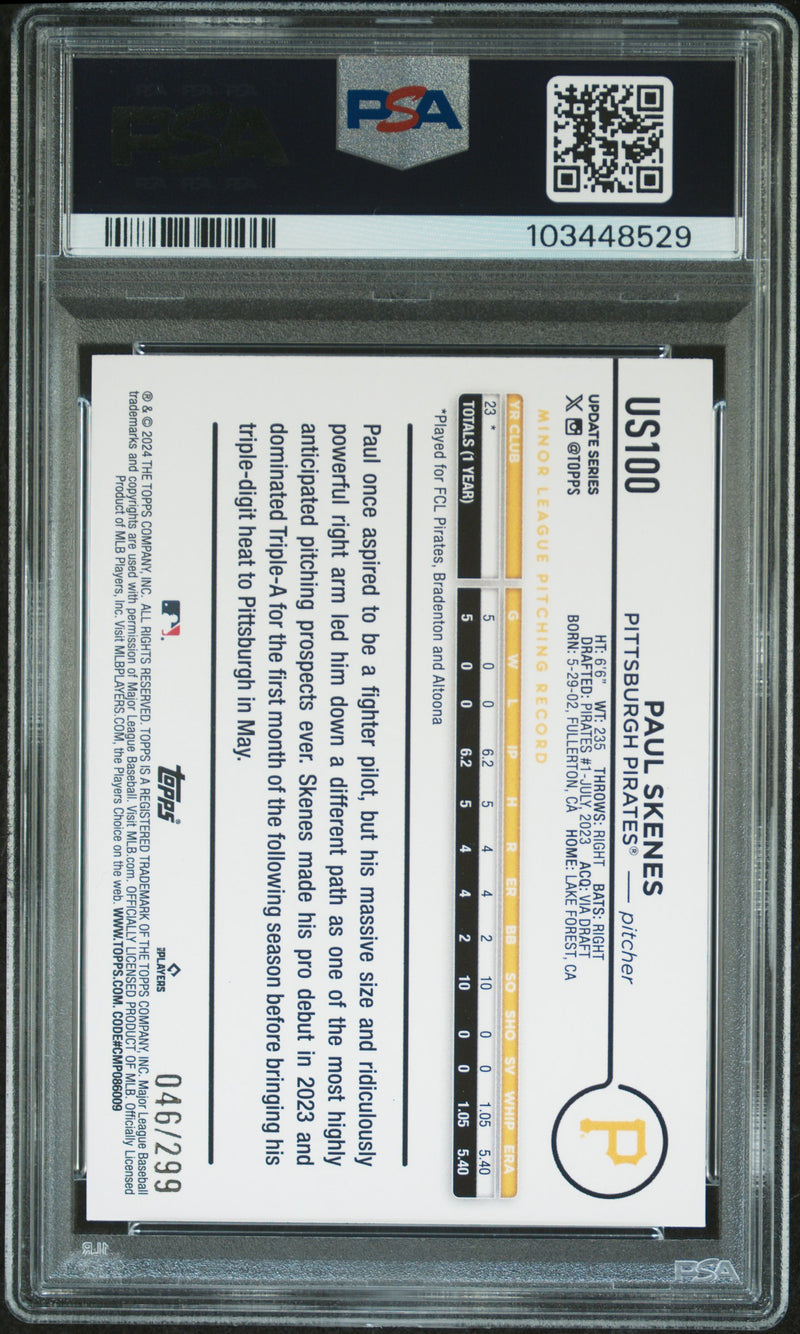 PSA
103448529
US100
UPDATE SERIES
@TOPPS
PAUL SKENES
PITTSBURGH PIRATES® — pitcher
HT: 6'6" WT: 235 THROWS: RIGHT BATS: RIGHT
DRAFTED: PIRATES #1-JULY, 2023 ACQ: VIA DRAFT
BORN: 5-29-02, FULLERTON, CA HOME: LAKE FOREST, CA
P
MINOR LEAGUE PITCHING RECORD
YR CLUB G W L IP H R ER BB SO SHO SV WHIP ERA
23 * 5 0 0 6.2 5 4 4 2 10 0 0 1.05 5.40
TOTALS (1 YEAR) 5 0 0 6.2 5 4 4 2 10 0 0 1.05 5.40
*Played for FCL Pirates, Bradenton and Altoona
Paul once aspired to be a fighter pilot, but his massive size and ridiculously
powerful right arm led him down a different path as one of the most highly
anticipated pitching prospects ever. Skenes made his pro debut in 2023 and
dominated Triple-A for the first month of the following season before bringing his
triple-digit heat to Pittsburgh in May.
topps®
PLAYERS
046/299
® & © 2024 THE TOPPS COMPANY, INC. ALL RIGHTS RESERVED. TOPPS IS A REGISTERED TRADEMARK OF THE TOPPS COMPANY, INC. Major League Baseball
trademarks and copyrights are used with permission of Major League Baseball. Visit MLB.com. OFFICIALLY LICENSED PRODUCT OF MLB. Officially Licensed
Product of MLB Players, Inc. Visit MLBPLAYERS.COM, the Players Choice on the web. WWW.TOPPS.COM. CODE#CMP086009
PSA